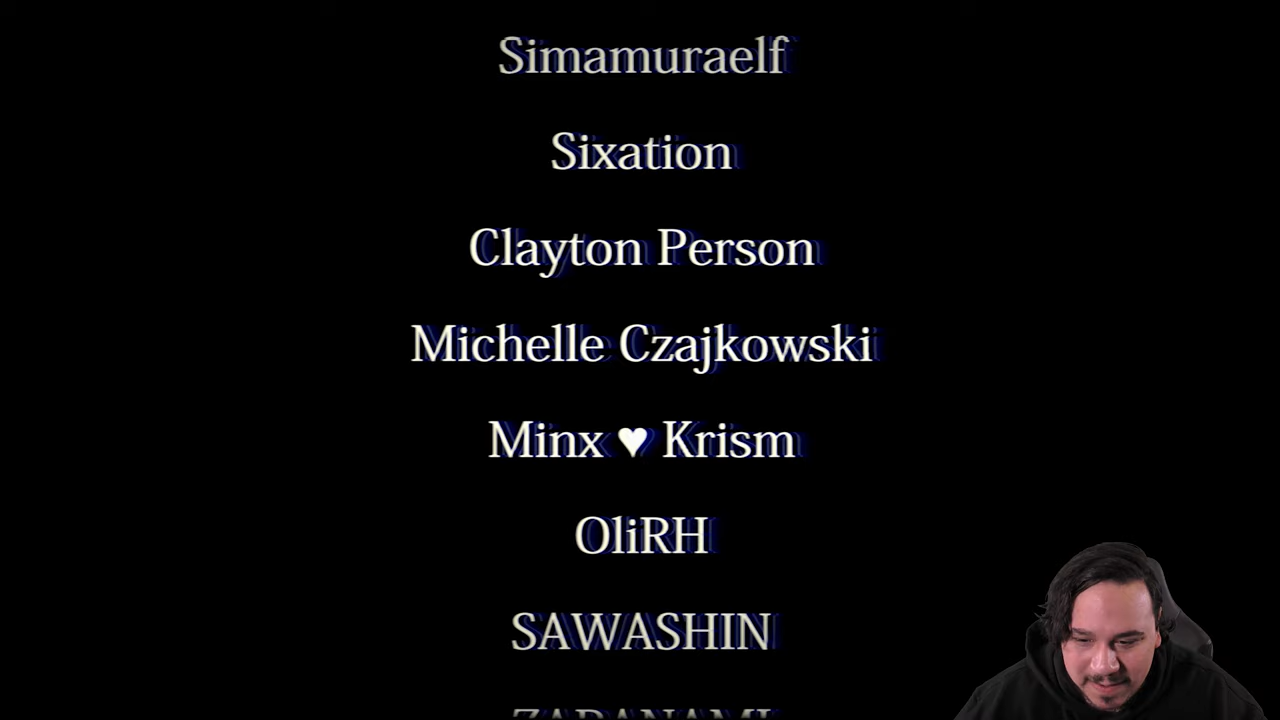 Simamuraelf
Sixation
Clayton Person
Michelle Czajkowski
Minx ♥ Krism
OliRH
SAWASHIN